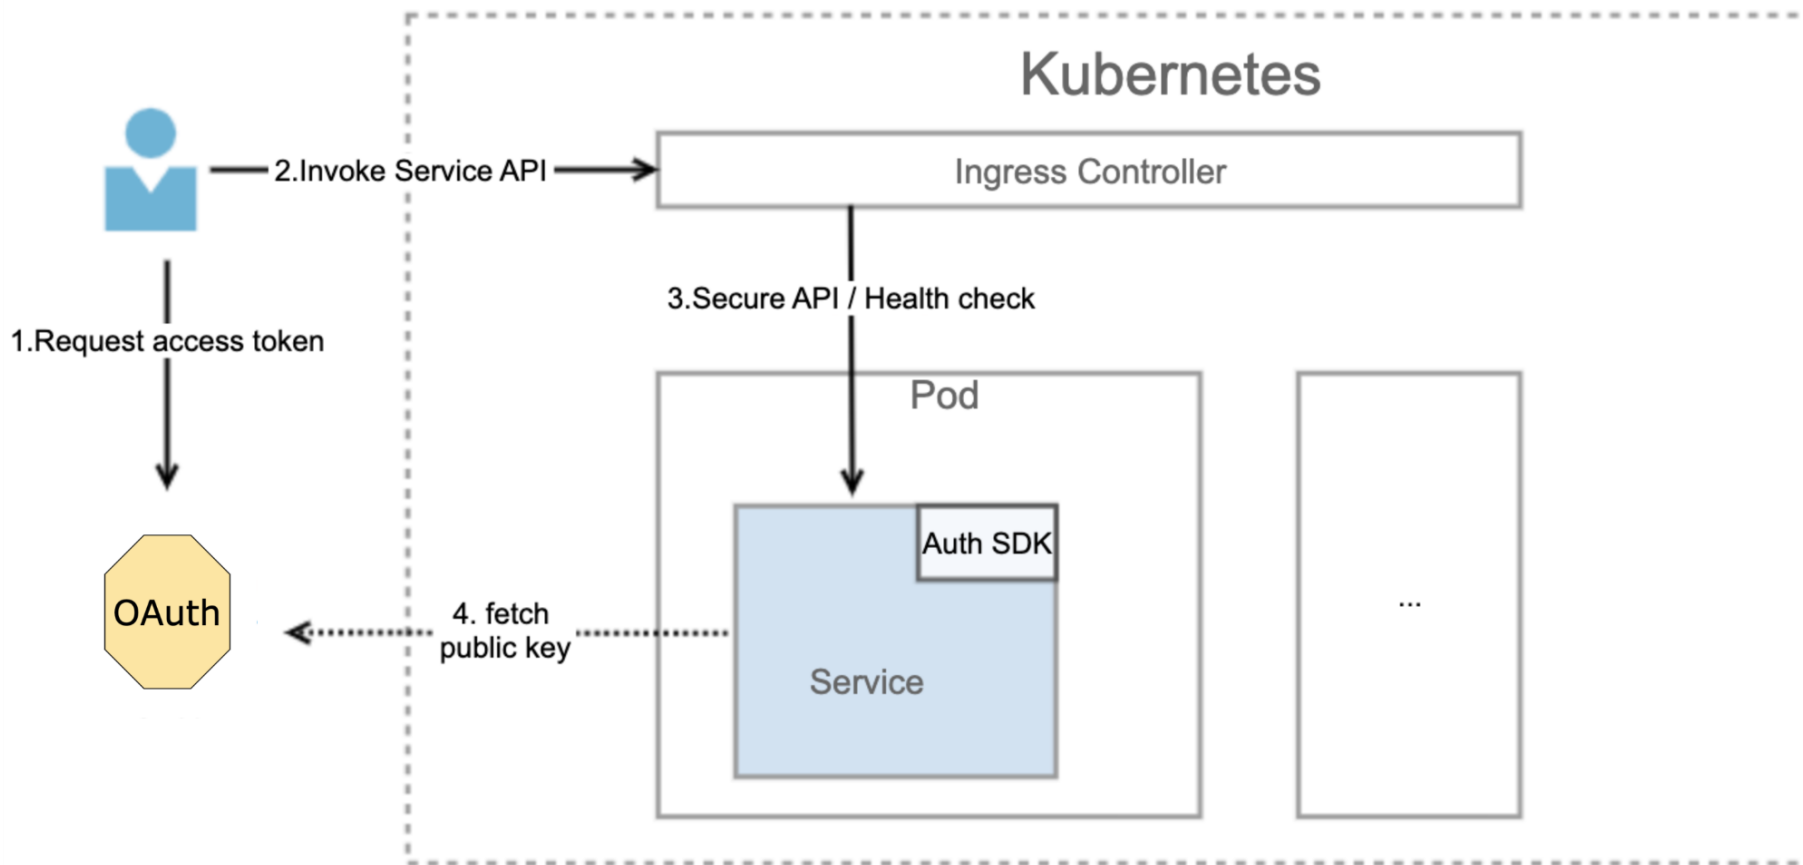 Kubernetes
2.Invoke Service API
Ingress Controller
3.Secure API / Health check
1.Request access token
Pod
Auth SDK
OAuth
4. fetch
public key
Service
...